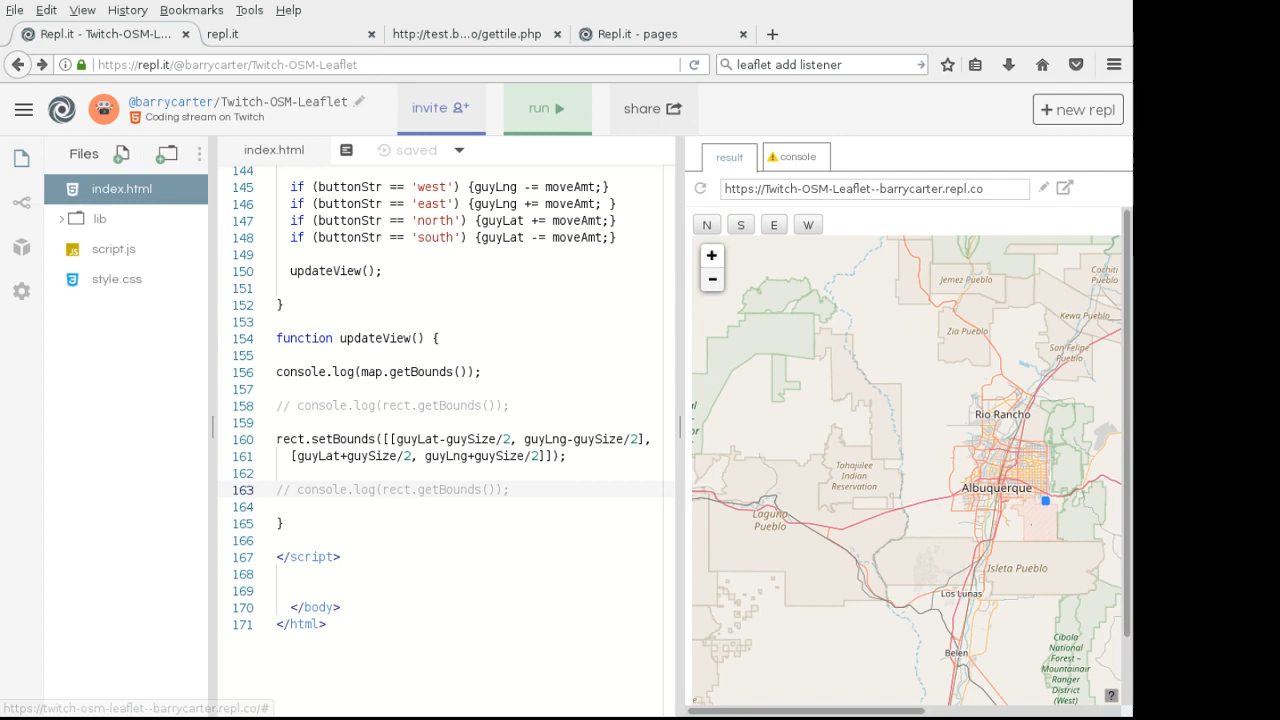 File Edit View History Bookmarks Tools Help
Repl.it - Twitch-OSM-L... × repl.it × http://test.b...o/gettile.php × Repl.it - pages × +
https://repl.it/@barrycarter/Twitch-OSM-Leaflet leaflet add listener
@barrycarter/Twitch-OSM-Leaflet
Coding stream on Twitch
invite run share + new repl
Files
index.html
lib
script.js
style.css
index.html saved
144
145 if (buttonStr == 'west') {guyLng -= moveAmt;}
146 if (buttonStr == 'east') {guyLng += moveAmt; }
147 if (buttonStr == 'north') {guyLat += moveAmt;}
148 if (buttonStr == 'south') {guyLat -= moveAmt;}
149
150 updateView();
151
152 }
153
154 function updateView() {
155
156 console.log(map.getBounds());
157
158 // console.log(rect.getBounds());
159
160 rect.setBounds([[guyLat-guySize/2, guyLng-guySize/2],
161 [guyLat+guySize/2, guyLng+guySize/2]]);
162
163 // console.log(rect.getBounds());
164
165 }
166
167 </script>
168
169
170 </body>
171 </html>
result console
https://Twitch-OSM-Leaflet--barrycarter.repl.co
N S E W
+
−
Jemez Pueblo
Cochiti
Pueblo
Kewa Pueblo
Zia Pueblo
San Felipe
Pueblo
Rio Rancho
Tohajiilee
Indian
Reservation
Albuquerque
Laguna
Pueblo
Isleta Pueblo
Los Lunas
Belen
Cibola
National
Forest –
Mountainair
Ranger
District
(West)
?
https://twitch-osm-leaflet--barrycarter.repl.co/#